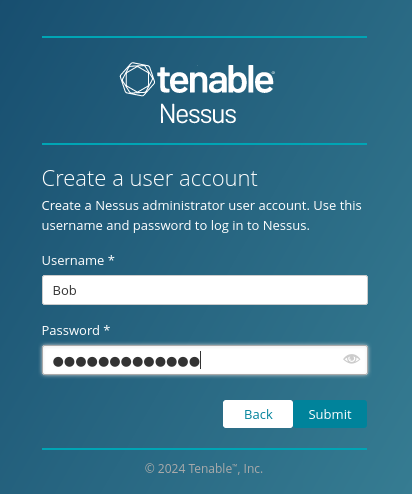 tenable
Nessus
Create a user account
Create a Nessus administrator user account. Use this
username and password to log in to Nessus.
Username *
Bob
Password *
●●●●●●●●●●●●●
Back Submit
© 2024 Tenable™, Inc.